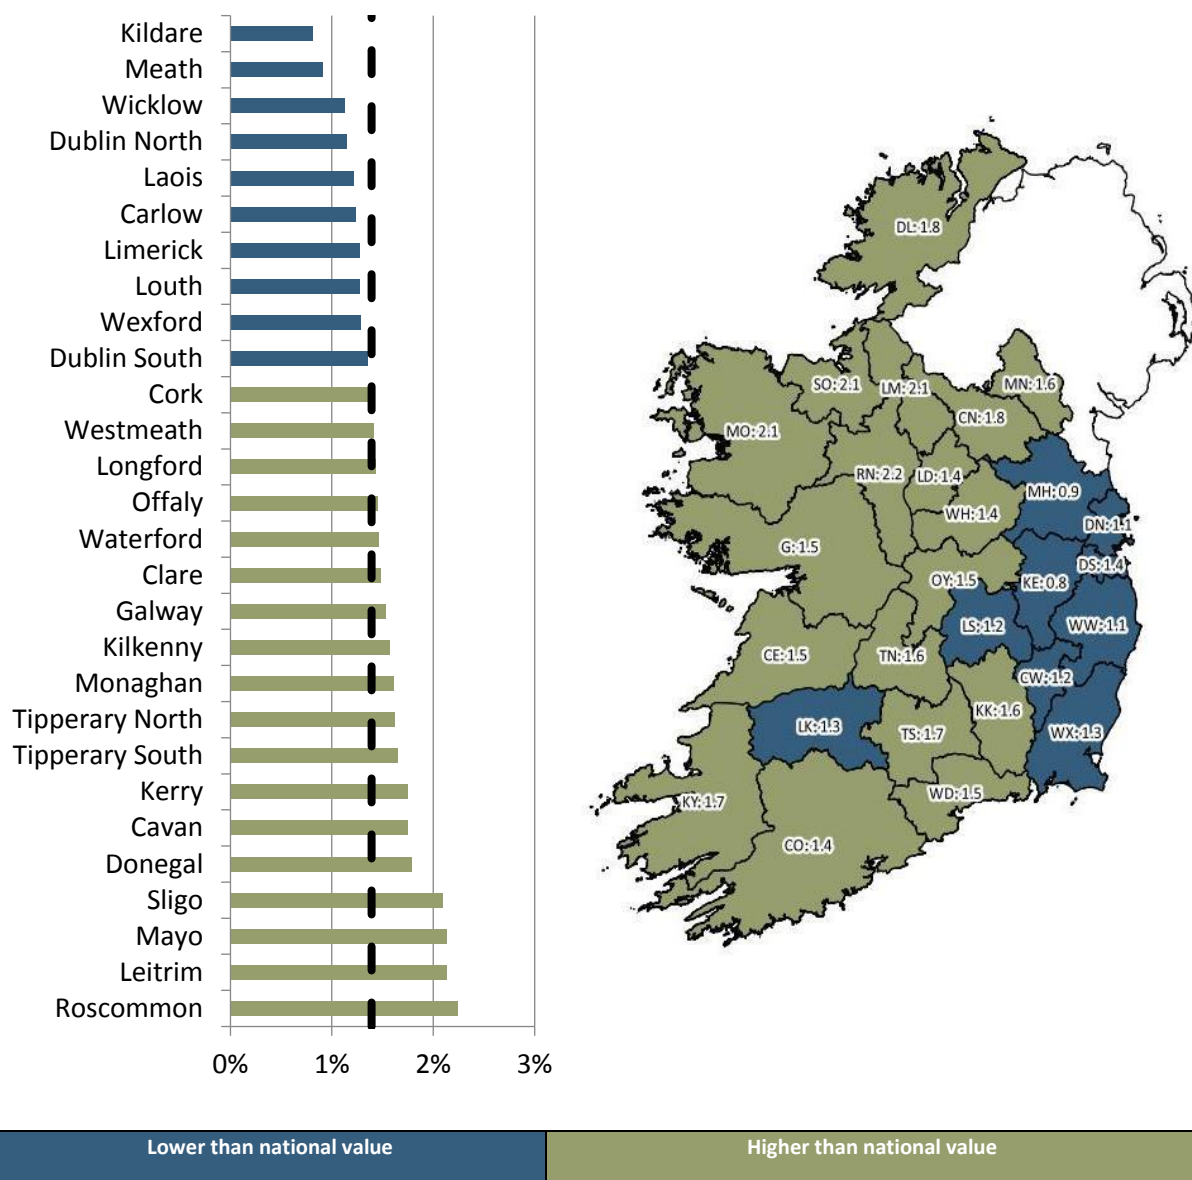 Kildare
Meath
Wicklow
Dublin North
Laois
Carlow
Limerick
Louth
Wexford
Dublin South
Cork
Westmeath
Longford
Offaly
Waterford
Clare
Galway
Kilkenny
Monaghan
Tipperary North
Tipperary South
Kerry
Cavan
Donegal
Sligo
Mayo
Leitrim
Roscommon
0% 1% 2% 3%
DL: 1.8
SO: 2.1
LM: 2.1
MN: 1.6
CN: 1.8
MO: 2.1
RN: 2.2
LD: 1.4
MH: 0.9
WH: 1.4
DN: 1.1
G: 1.5
DS: 1.4
OY: 1.5
KE: 0.8
LS: 1.2
WW: 1.1
CE: 1.5
TN: 1.6
CW: 1.2
KK: 1.6
LK: 1.3
TS: 1.7
WX: 1.3
WD: 1.5
KY: 1.7
CO: 1.4
Lower than national value
Higher than national value